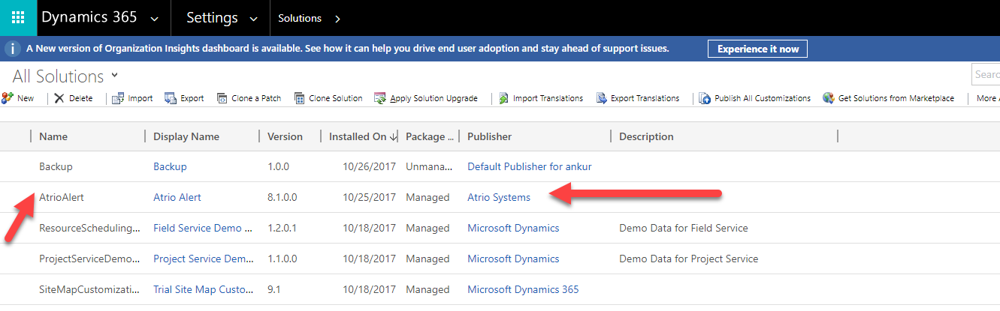 Dynamics 365 Settings Solutions
A New version of Organization Insights dashboard is available. See how it can help you drive end user adoption and stay ahead of support issues. Experience it now
All Solutions
Searc
New Delete Import Export Clone a Patch Clone Solution Apply Solution Upgrade Import Translations Export Translations Publish All Customizations Get Solutions from Marketplace More A
Name Display Name Version Installed On Package ... Publisher Description
Backup Backup 1.0.0 10/26/2017 Unmana... Default Publisher for ankur
AtrioAlert Atrio Alert 8.1.0.0 10/25/2017 Managed Atrio Systems
ResourceScheduling... Field Service Demo ... 1.2.0.1 10/18/2017 Managed Microsoft Dynamics Demo Data for Field Service
ProjectServiceDemo... Project Service Dem... 1.1.0.0 10/18/2017 Managed Microsoft Dynamics Demo Data for Project Service
SiteMapCustomizati... Trial Site Map Custo... 9.1 10/18/2017 Managed Microsoft Dynamics 365